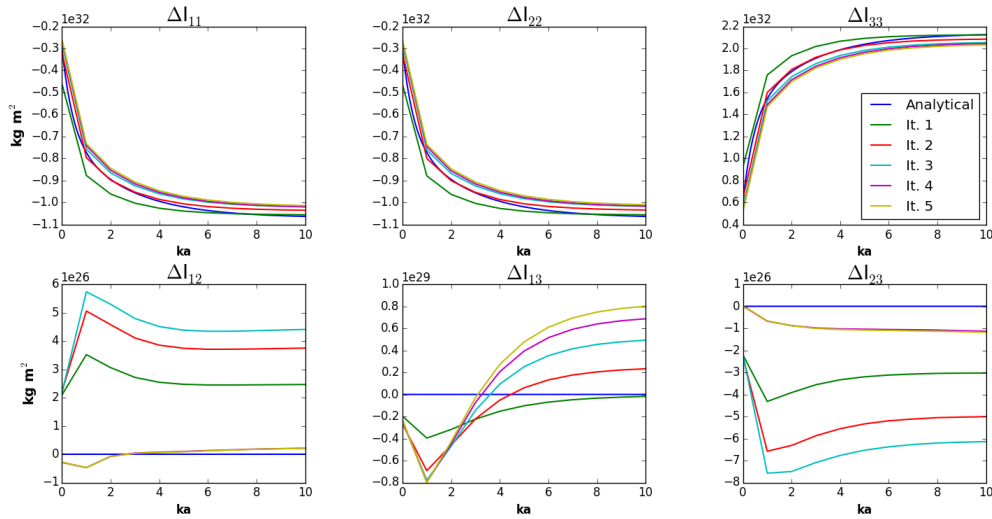 ΔI₁₁
1e32
−0.2
−0.3
−0.4
−0.5
−0.6
−0.7
−0.8
−0.9
−1.0
−1.1
kg m²
0 2 4 6 8 10
ka
ΔI₂₂
1e32
−0.2
−0.3
−0.4
−0.5
−0.6
−0.7
−0.8
−0.9
−1.0
−1.1
0 2 4 6 8 10
ka
ΔI₃₃
1e32
2.2
2.0
1.8
1.6
1.4
1.2
1.0
0.8
0.6
0.4
Analytical
It. 1
It. 2
It. 3
It. 4
It. 5
0 2 4 6 8 10
ka
ΔI₁₂
1e26
6
5
4
3
2
1
0
−1
kg m²
0 2 4 6 8 10
ka
ΔI₁₃
1e29
1.0
0.8
0.6
0.4
0.2
0.0
−0.2
−0.4
−0.6
−0.8
0 2 4 6 8 10
ka
ΔI₂₃
1e26
0
−1
−2
−3
−4
−5
−6
−7
−8
0 2 4 6 8 10
ka